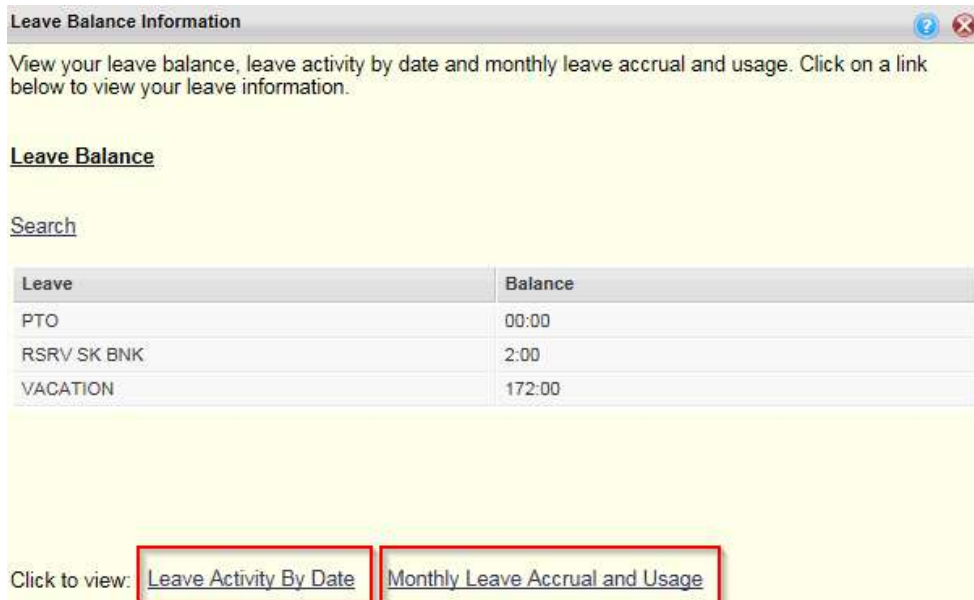 Leave Balance Information
View your leave balance, leave activity by date and monthly leave accrual and usage. Click on a link
below to view your leave information.
Leave Balance
Search
Leave Balance
PTO 00:00
RSRV SK BNK 2:00
VACATION 172:00
Click to view: Leave Activity By Date Monthly Leave Accrual and Usage